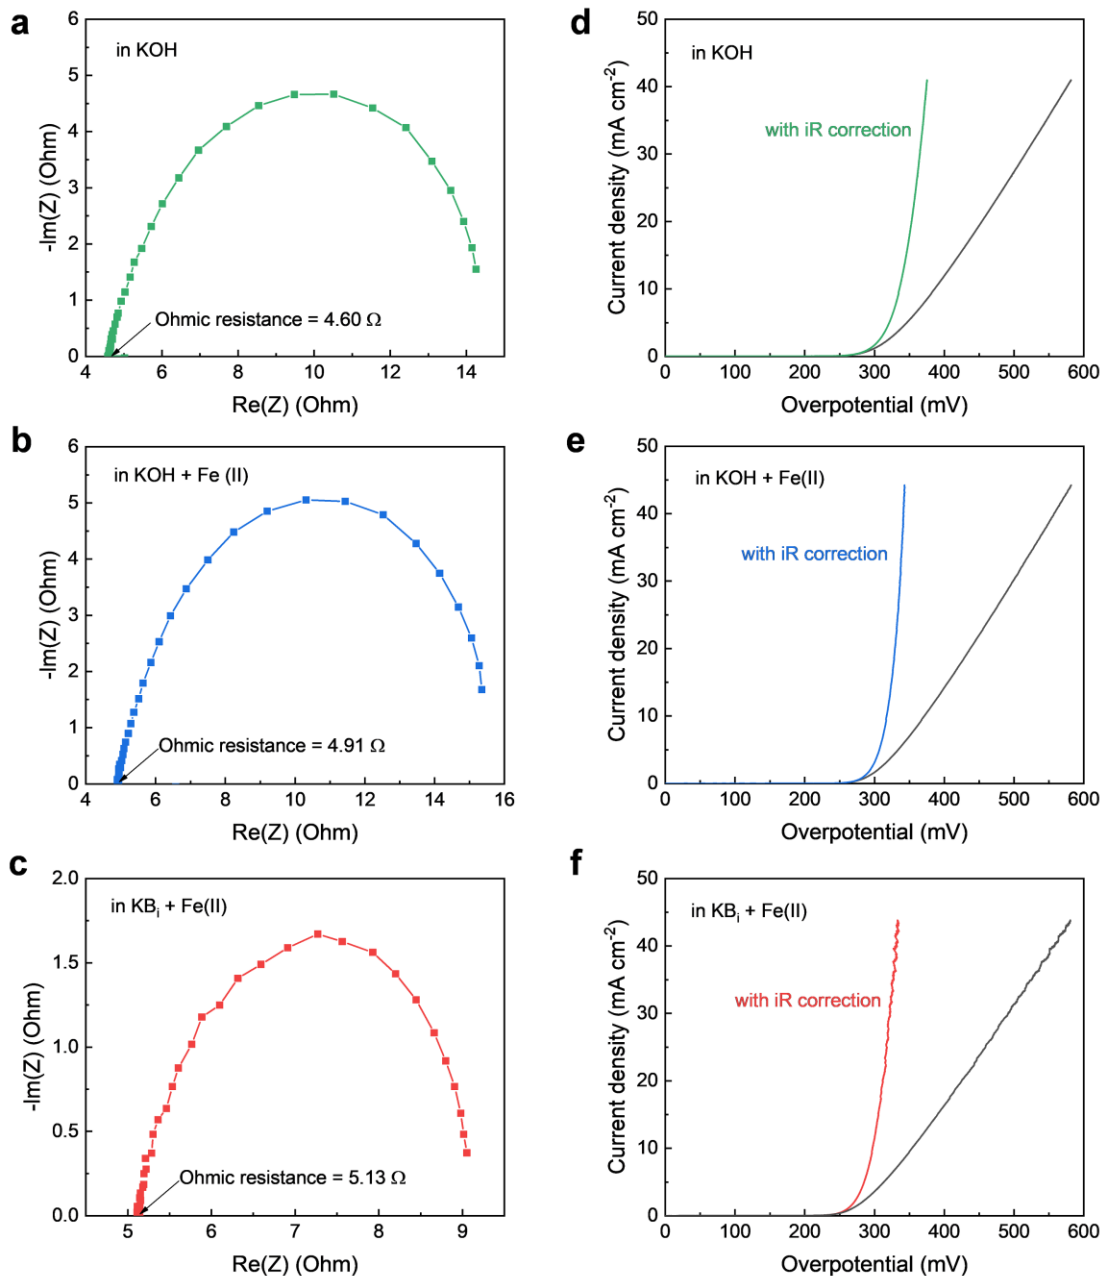 a
in KOH
6
5
4
3
2
1
0
-Im(Z) (Ohm)
Ohmic resistance = 4.60 Ω
4 6 8 10 12 14
Re(Z) (Ohm)
d
in KOH
50
40
30
20
10
0
Current density (mA cm⁻²)
with iR correction
0 100 200 300 400 500 600
Overpotential (mV)
b
in KOH + Fe (II)
6
5
4
3
2
1
0
-Im(Z) (Ohm)
Ohmic resistance = 4.91 Ω
4 6 8 10 12 14 16
Re(Z) (Ohm)
e
in KOH + Fe(II)
50
40
30
20
10
0
Current density (mA cm⁻²)
with iR correction
0 100 200 300 400 500 600
Overpotential (mV)
c
in KBᵢ + Fe(II)
2.0
1.5
1.0
0.5
0.0
-Im(Z) (Ohm)
Ohmic resistance = 5.13 Ω
5 6 7 8 9
Re(Z) (Ohm)
f
in KBᵢ + Fe(II)
50
40
30
20
10
0
Current density (mA cm⁻²)
with iR correction
0 100 200 300 400 500 600
Overpotential (mV)